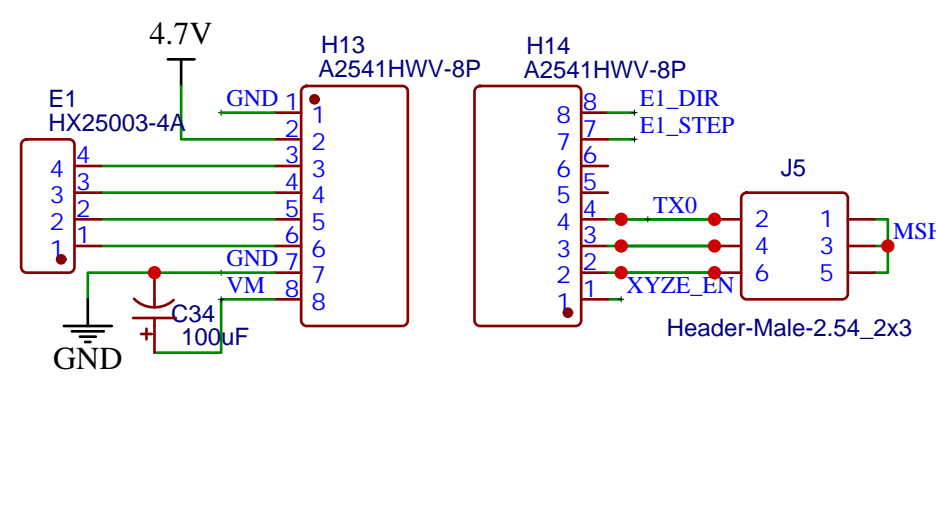 4.7V
H13
A2541HWV-8P
H14
A2541HWV-8P
E1
HX25003-4A
GND 1 1
2 2
3 3
4 4
5 5
6 6
GND 7 7
VM 8 8
4 4
3 3
2 2
1 1
C34
100uF
GND
8 8 E1_DIR
7 7 E1_STEP
6 6
5 5
4 4 TX0
3 3
2 2
1 1 XYZE_EN
J5
2 1
4 3
6 5
MSH
Header-Male-2.54_2x3